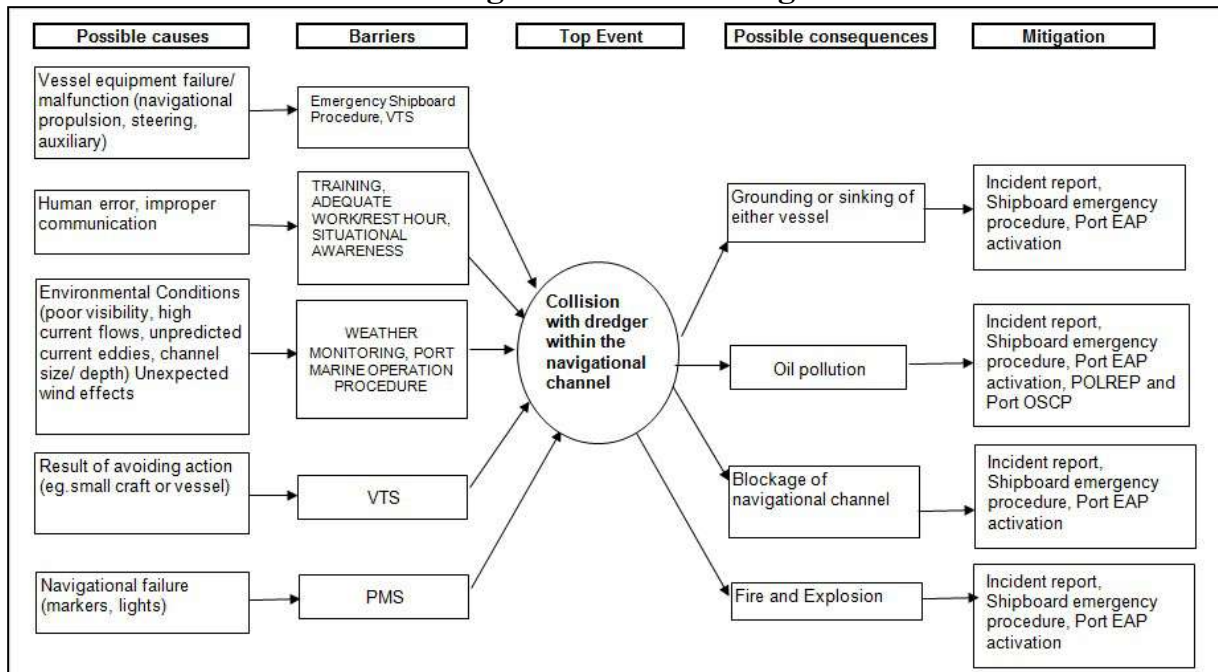 Possible causes
Barriers
Top Event
Possible consequences
Mitigation
Vessel equipment failure/
malfunction (navigational
propulsion, steering,
auxiliary)
Emergency Shipboard
Procedure, VTS
Human error, improper
communication
TRAINING,
ADEQUATE
WORK/REST HOUR,
SITUATIONAL
AWARENESS
Environmental Conditions
(poor visibility, high
current flows, unpredicted
current eddies, channel
size/ depth) Unexpected
wind effects
WEATHER
MONITORING, PORT
MARINE OPERATION
PROCEDURE
Result of avoiding action
(eg.small craft or vessel)
VTS
Navigational failure
(markers, lights)
PMS
Collision
with dredger
within the
navigational
channel
Grounding or sinking of
either vessel
Incident report,
Shipboard emergency
procedure, Port EAP
activation
Oil pollution
Incident report,
Shipboard emergency
procedure, Port EAP
activation, POLREP and
Port OSCP
Blockage of
navigational channel
Incident report,
Shipboard emergency
procedure, Port EAP
activation
Fire and Explosion
Incident report,
Shipboard emergency
procedure, Port EAP
activation